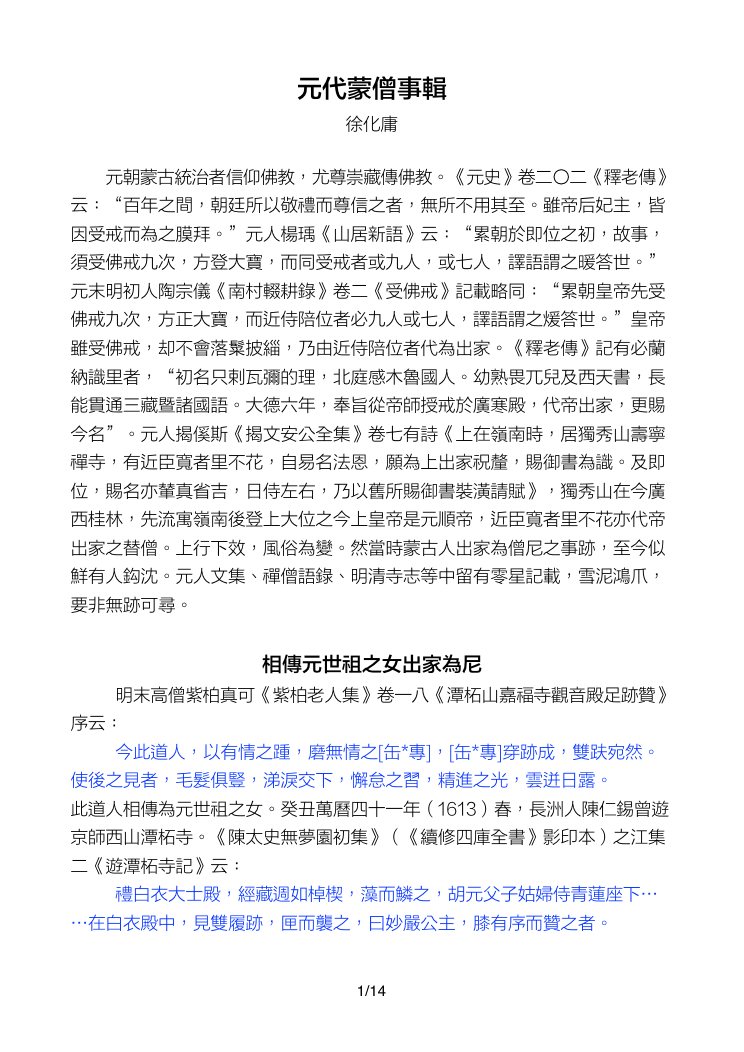 元代蒙僧事輯
徐化庸
元朝蒙古統治者信仰佛教，尤尊崇藏傳佛教。《元史》卷二〇二《釋老傳》
云：“百年之間，朝廷所以敬禮而尊信之者，無所不用其至。雖帝后妃主，皆
因受戒而為之膜拜。”元人楊瑀《山居新語》云：“累朝於即位之初，故事，
須受佛戒九次，方登大寶，而同受戒者或九人，或七人，譯語謂之暖答世。”
元末明初人陶宗儀《南村輟耕錄》卷二《受佛戒》記載略同：“累朝皇帝先受
佛戒九次，方正大寶，而近侍陪位者必九人或七人，譯語謂之煖答世。”皇帝
雖受佛戒，却不會落髮披緇，乃由近侍陪位者代為出家。《釋老傳》記有必蘭
納識里者，“初名只剌瓦彌的理，北庭感木魯國人。幼熟畏兀兒及西天書，長
能貫通三藏暨諸國語。大德六年，奉旨從帝師授戒於廣寒殿，代帝出家，更賜
今名”。元人揭傒斯《揭文安公全集》卷七有詩《上在嶺南時，居獨秀山壽寧
禪寺，有近臣寬者里不花，自易名法恩，願為上出家祝釐，賜御書為識。及即
位，賜名亦輦真省吉，日侍左右，乃以舊所賜御書裝潢請賦》，獨秀山在今廣
西桂林，先流寓嶺南後登上大位之今上皇帝是元順帝，近臣寬者里不花亦代帝
出家之替僧。上行下效，風俗為變。然當時蒙古人出家為僧尼之事跡，至今似
鮮有人鈎沈。元人文集、禪僧語錄、明清寺志等中留有零星記載，雪泥鴻爪，
要非無跡可尋。
相傳元世祖之女出家為尼
明末高僧紫柏真可《紫柏老人集》卷一八《潭柘山嘉福寺觀音殿足跡贊》
序云：
今此道人，以有情之踵，磨無情之[缶*專]，[缶*專]穿跡成，雙趺宛然。
使後之見者，毛髮俱豎，涕淚交下，懈怠之習，精進之光，雲迸日露。
此道人相傳為元世祖之女。癸丑萬曆四十一年（1613）春，長洲人陳仁錫曾遊
京師西山潭柘寺。《陳太史無夢園初集》（《續修四庫全書》影印本）之江集
二《遊潭柘寺記》云：
禮白衣大士殿，經藏週如棹楔，藻而鱗之，胡元父子姑婦侍青蓮座下…
…在白衣殿中，見雙履跡，匣而襲之，曰妙嚴公主，膝有序而贊之者。
1/14